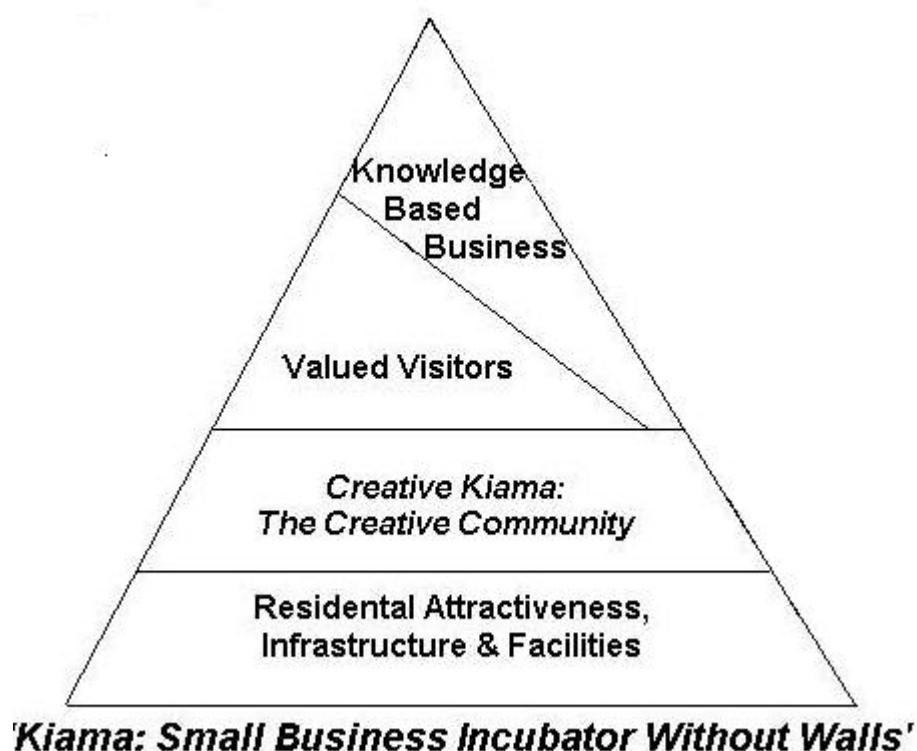 Knowledge
Based
Business
Valued Visitors
Creative Kiama:
The Creative Community
Residental Attractiveness,
Infrastructure & Facilities
'Kiama: Small Business Incubator Without Walls'